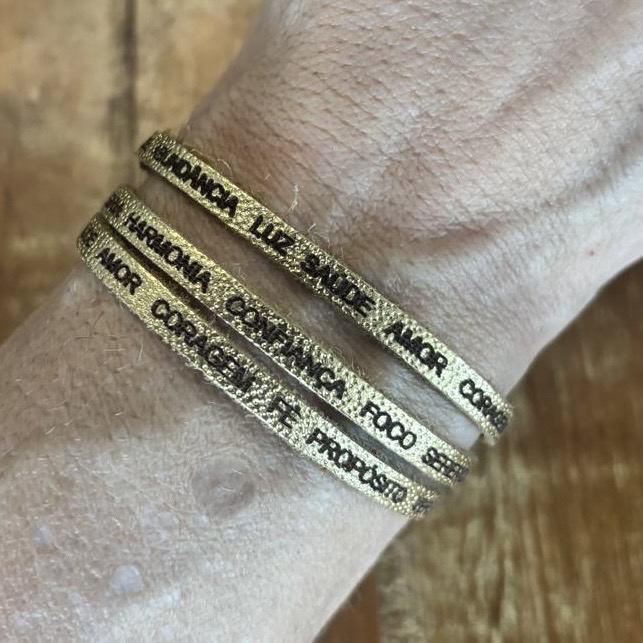 LUZ SAÚDE AMOR
HARMONIA CONFIANÇA FOCO
AMOR CORAGEM FÉ PROPÓSITO